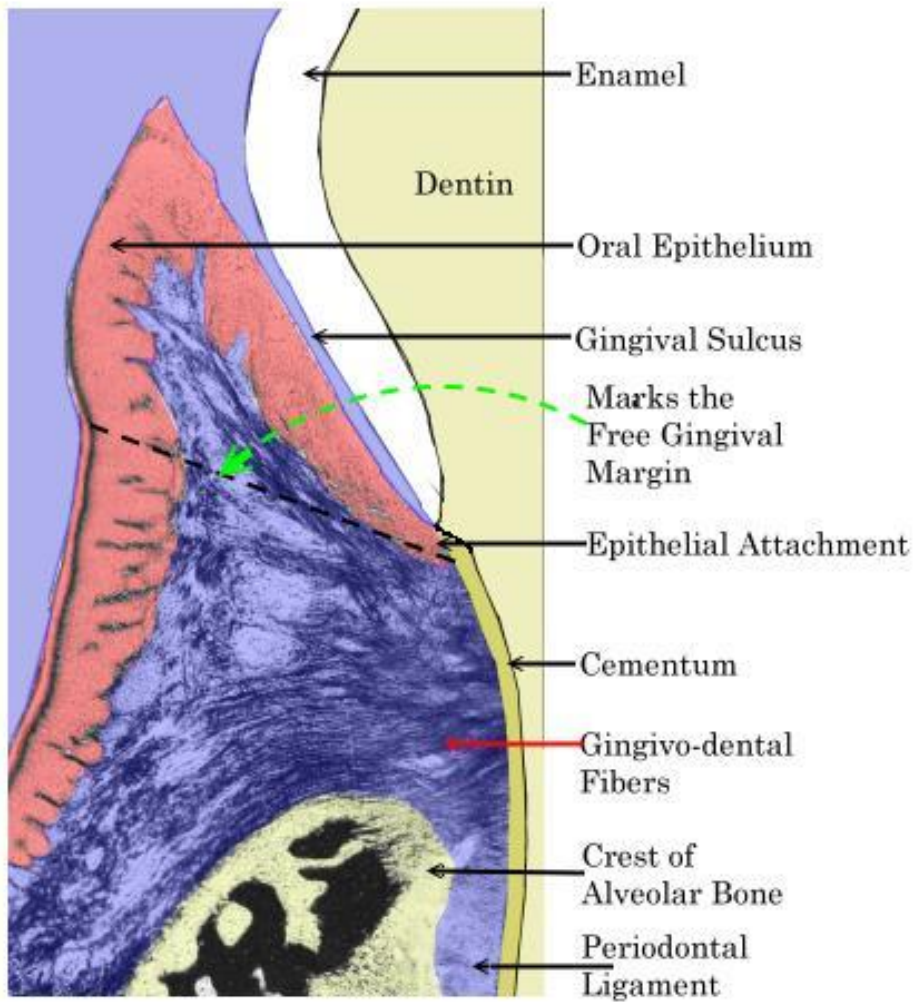 Enamel
Dentin
Oral Epithelium
Gingival Sulcus
Marks the
Free Gingival
Margin
Epithelial Attachment
Cementum
Gingivo-dental
Fibers
Crest of
Alveolar Bone
Periodontal
Ligament